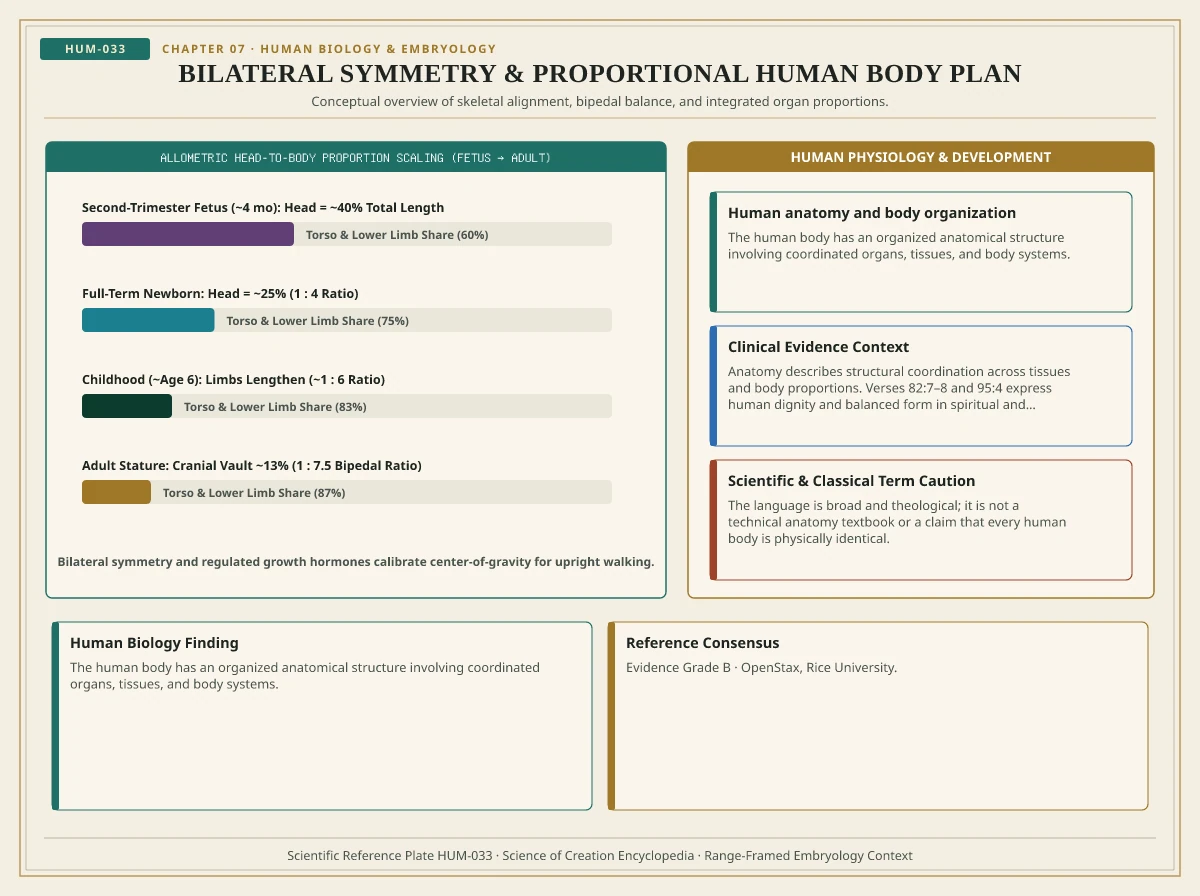 HUM-033
CHAPTER 07 · HUMAN BIOLOGY & EMBRYOLOGY
BILATERAL SYMMETRY & PROPORTIONAL HUMAN BODY PLAN
Conceptual overview of skeletal alignment, bipedal balance, and integrated organ proportions.
ALLOMETRIC HEAD-TO-BODY PROPORTION SCALING (FETUS → ADULT)
Second-Trimester Fetus (~4 mo): Head = ~40% Total Length
Torso & Lower Limb Share (60%)
Full-Term Newborn: Head = ~25% (1 : 4 Ratio)
Torso & Lower Limb Share (75%)
Childhood (~Age 6): Limbs Lengthen (~1 : 6 Ratio)
Torso & Lower Limb Share (83%)
Adult Stature: Cranial Vault ~13% (1 : 7.5 Bipedal Ratio)
Torso & Lower Limb Share (87%)
Bilateral symmetry and regulated growth hormones calibrate center-of-gravity for upright walking.
HUMAN PHYSIOLOGY & DEVELOPMENT
Human anatomy and body organization
The human body has an organized anatomical structure
involving coordinated organs, tissues, and body systems.
Clinical Evidence Context
Anatomy describes structural coordination across tissues
and body proportions. Verses 82:7–8 and 95:4 express
human dignity and balanced form in spiritual and…
Scientific & Classical Term Caution
The language is broad and theological; it is not a
technical anatomy textbook or a claim that every human
body is physically identical.
Human Biology Finding
The human body has an organized anatomical structure involving coordinated
organs, tissues, and body systems.
Reference Consensus
Evidence Grade B · OpenStax, Rice University.
Scientific Reference Plate HUM-033 · Science of Creation Encyclopedia · Range-Framed Embryology Context